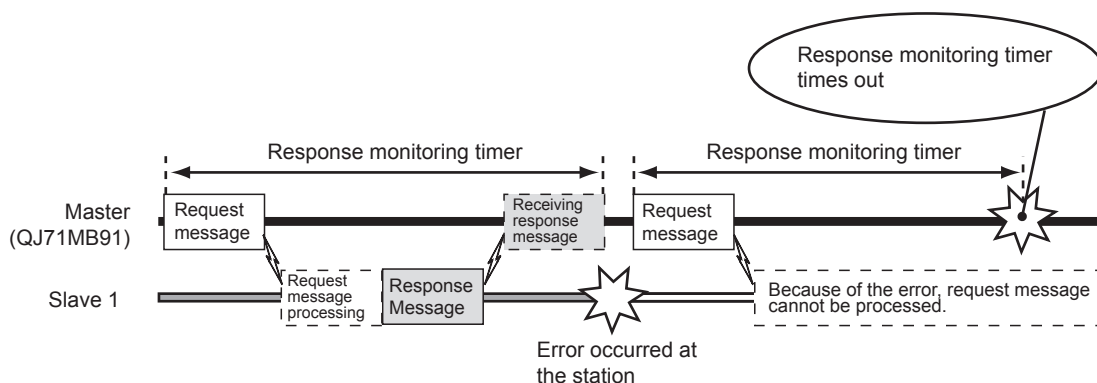 Response monitoring timer
times out
Response monitoring timer
Response monitoring timer
Master
(QJ71MB91)
Request
message
Receiving
response
message
Request
message
Slave 1
Request
message
processing
Response
Message
Because of the error, request message
cannot be processed.
Error occurred at
the station